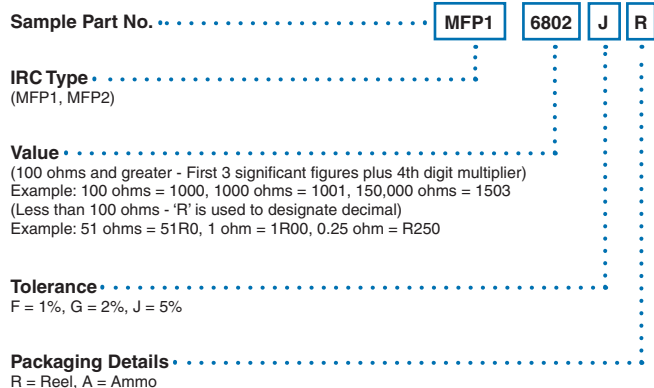 Sample Part No. MFP1 6802 J R
IRC Type
(MFP1, MFP2)
Value
(100 ohms and greater - First 3 significant figures plus 4th digit multiplier)
Example: 100 ohms = 1000, 1000 ohms = 1001, 150,000 ohms = 1503
(Less than 100 ohms - ‘R’ is used to designate decimal)
Example: 51 ohms = 51R0, 1 ohm = 1R00, 0.25 ohm = R250
Tolerance
F = 1%, G = 2%, J = 5%
Packaging Details
R = Reel, A = Ammo